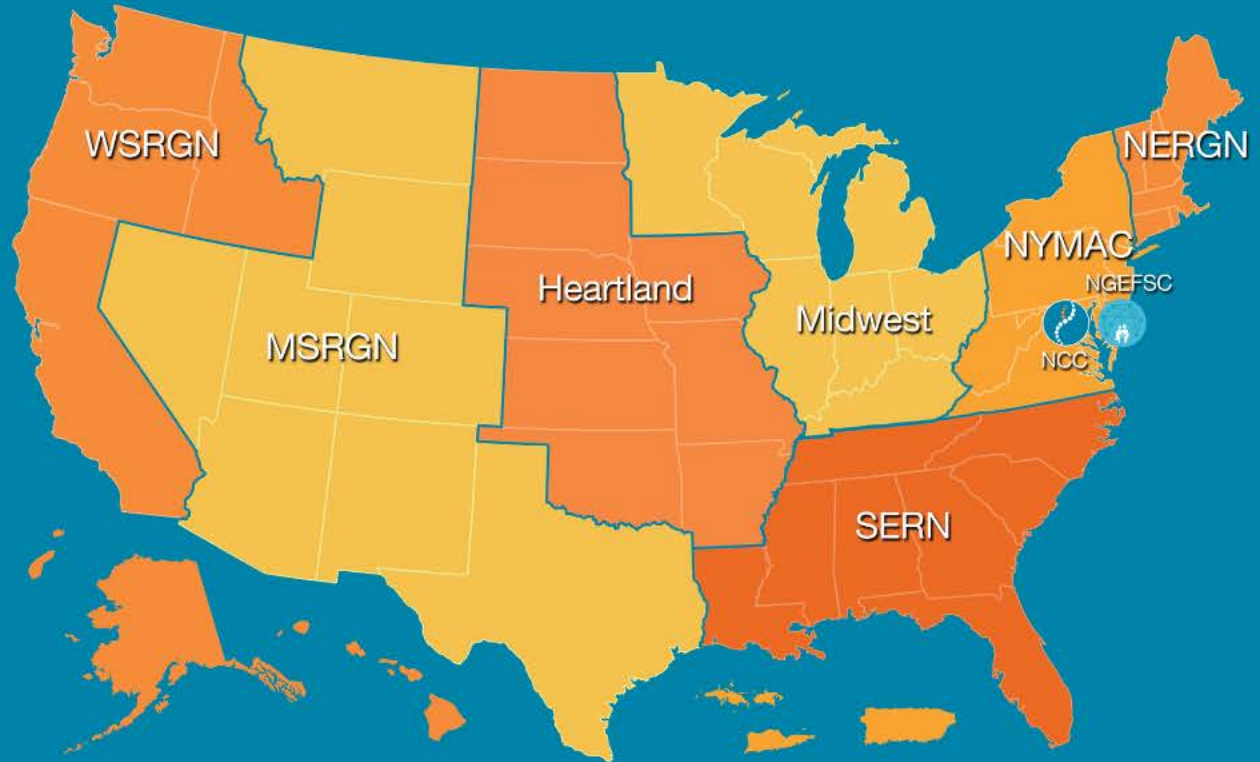 WSRGN
NERGN
NYMAC
NGEFSC
Heartland
Midwest
MSRGN
NCC
SERN